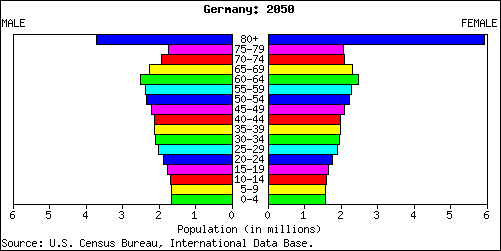 Germany: 2050
MALE
FEMALE
80+
75-79
70-74
65-69
60-64
55-59
50-54
45-49
40-44
35-39
30-34
25-29
20-24
15-19
10-14
5-9
0-4
6 5 4 3 2 1 0 0 1 2 3 4 5 6
Population (in millions)
Source: U.S. Census Bureau, International Data Base.